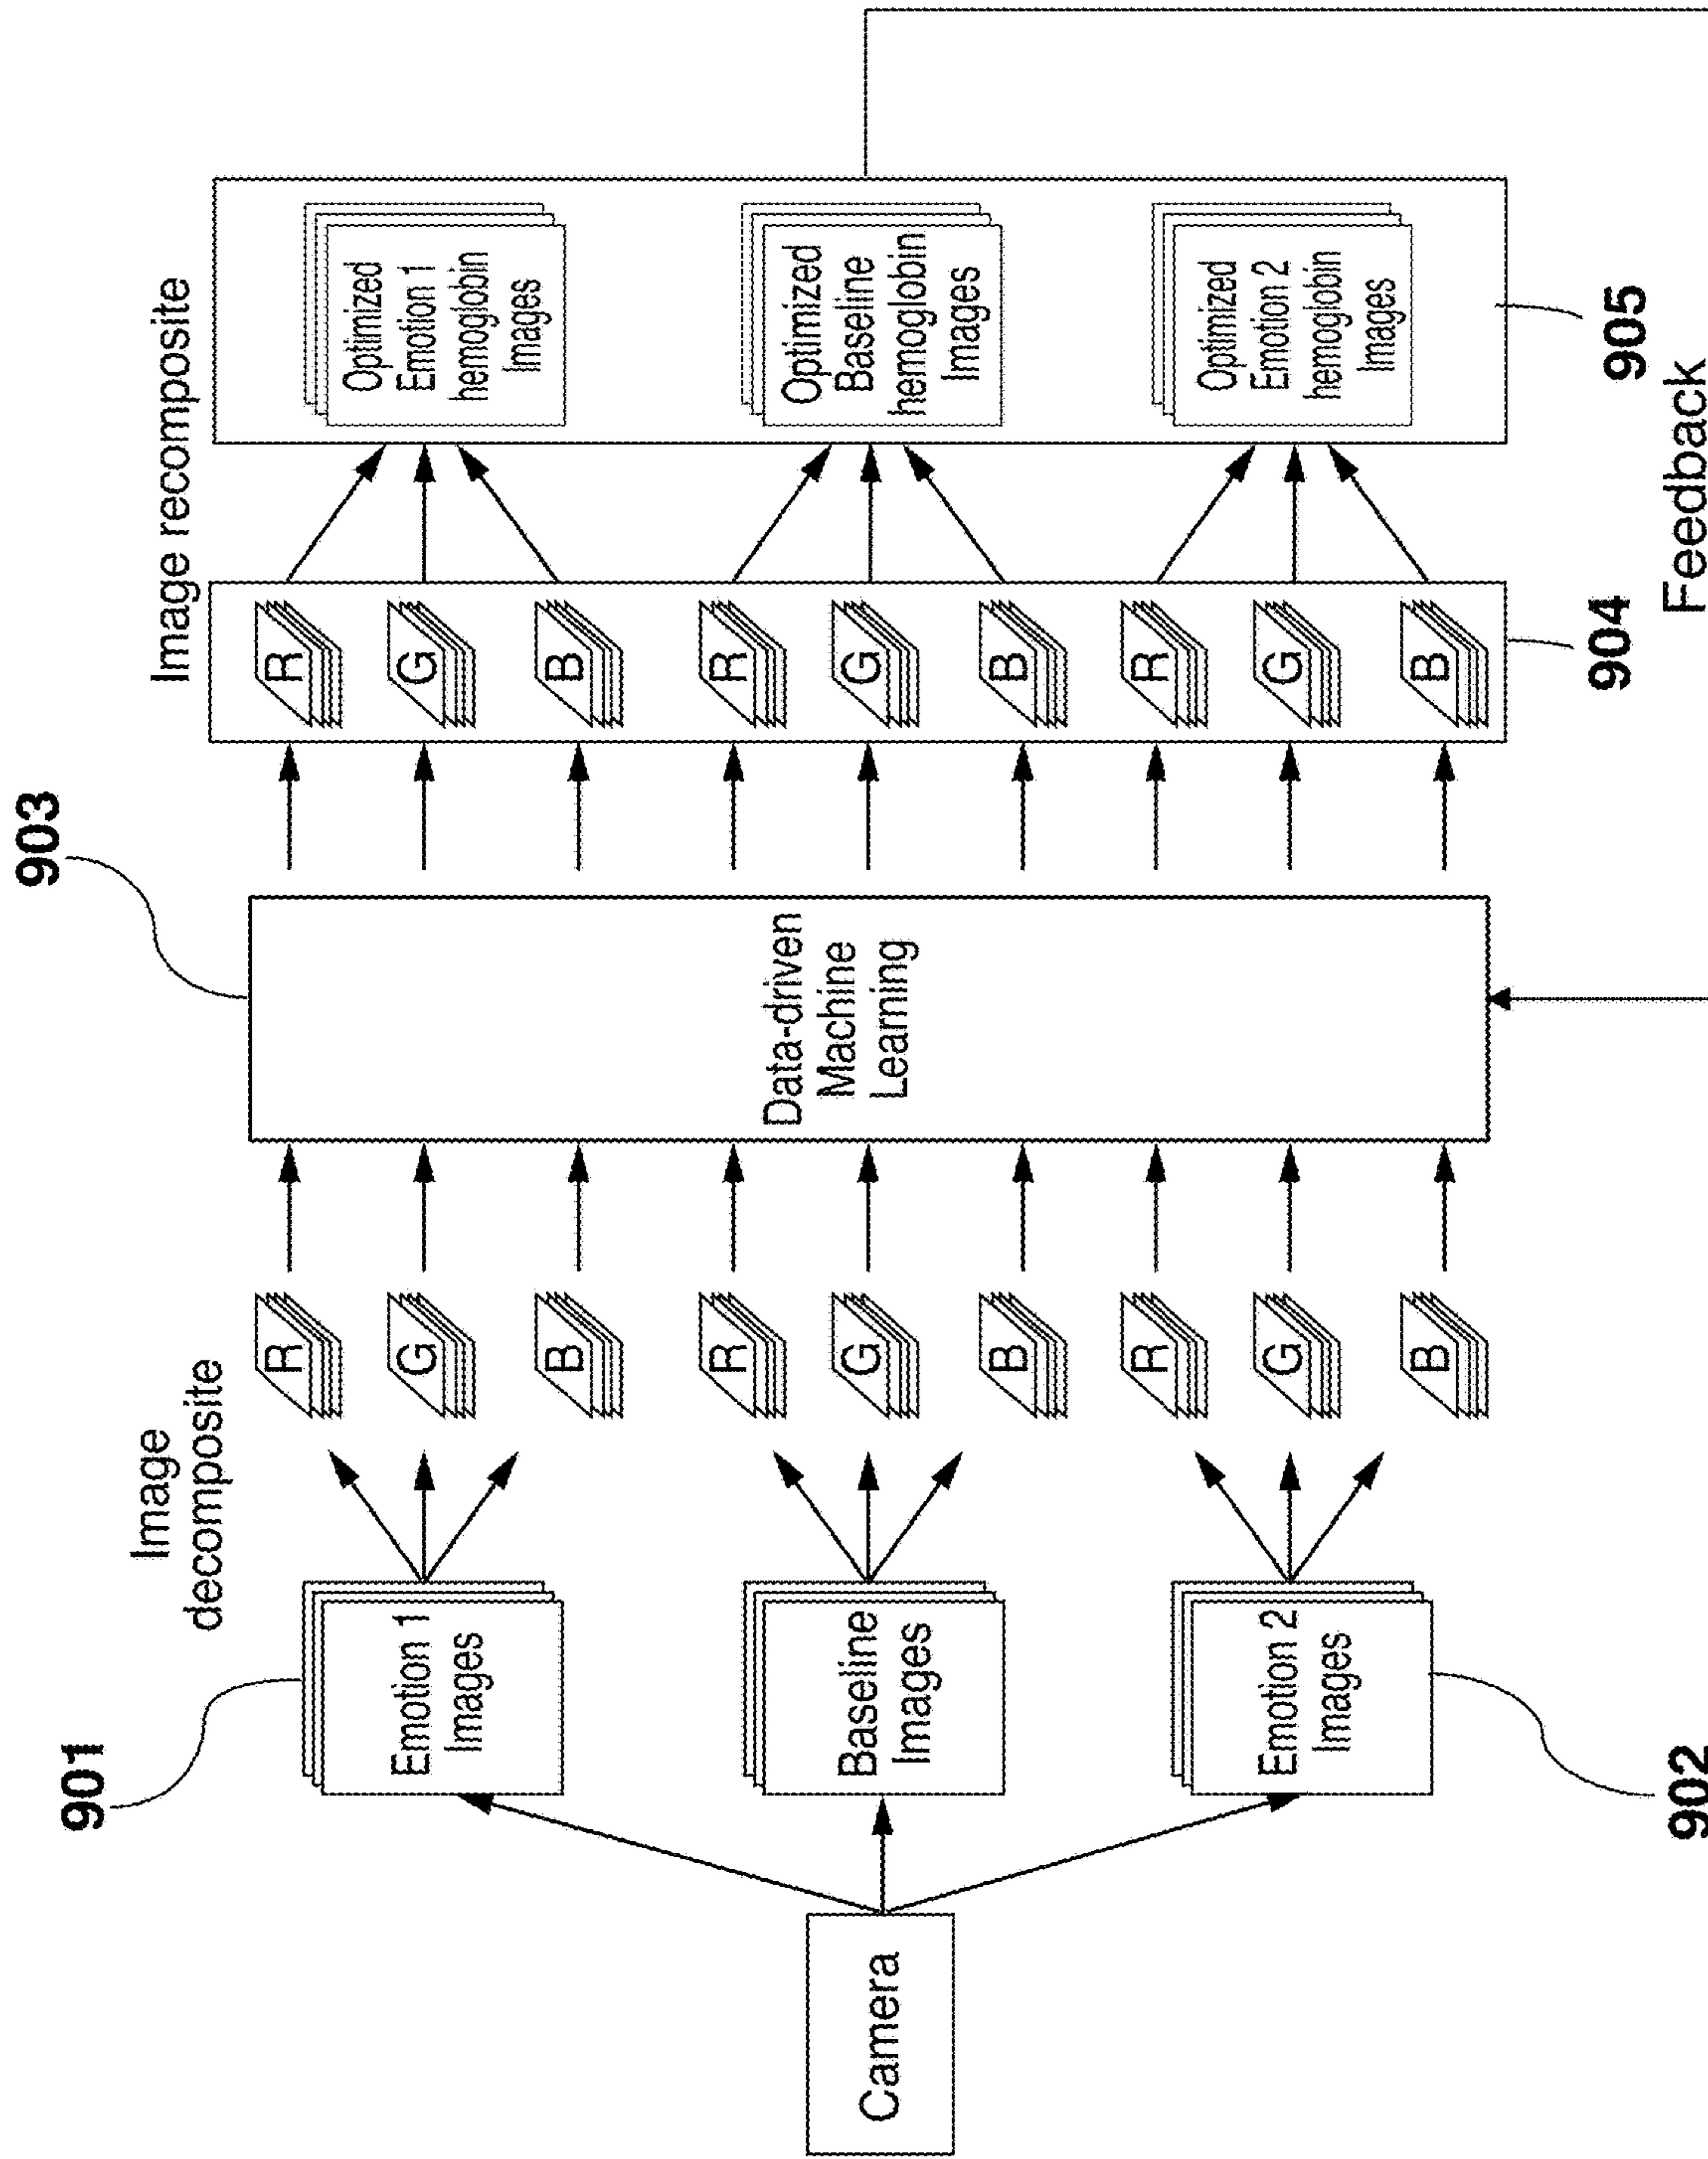 Camera
901
Emotion 1
Images
Baseline
Images
Emotion 2
Images
902
Image
decomposite
R
G
B
R
G
B
R
G
B
903
Data-driven
Machine
Learning
Image recomposite
R
G
B
R
G
B
R
G
B
904
Optimized
Emotion 1
hemoglobin
Images
Optimized
Baseline
hemoglobin
Images
Optimized
Emotion 2
hemoglobin
Images
905
Feedback